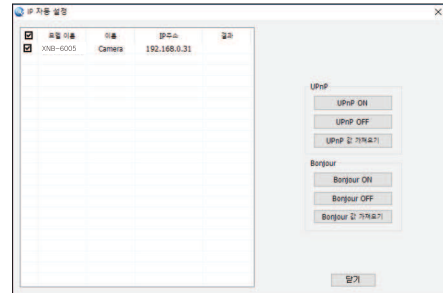 IP 자동 설정
모델 이름 이름 IP주소 결과
XNB-6005 Camera 192.168.0.31
UPnP
UPnP ON
UPnP OFF
UPnP 값 가져오기
Bonjour
Bonjour ON
Bonjour OFF
Bonjour 값 가져오기
닫기